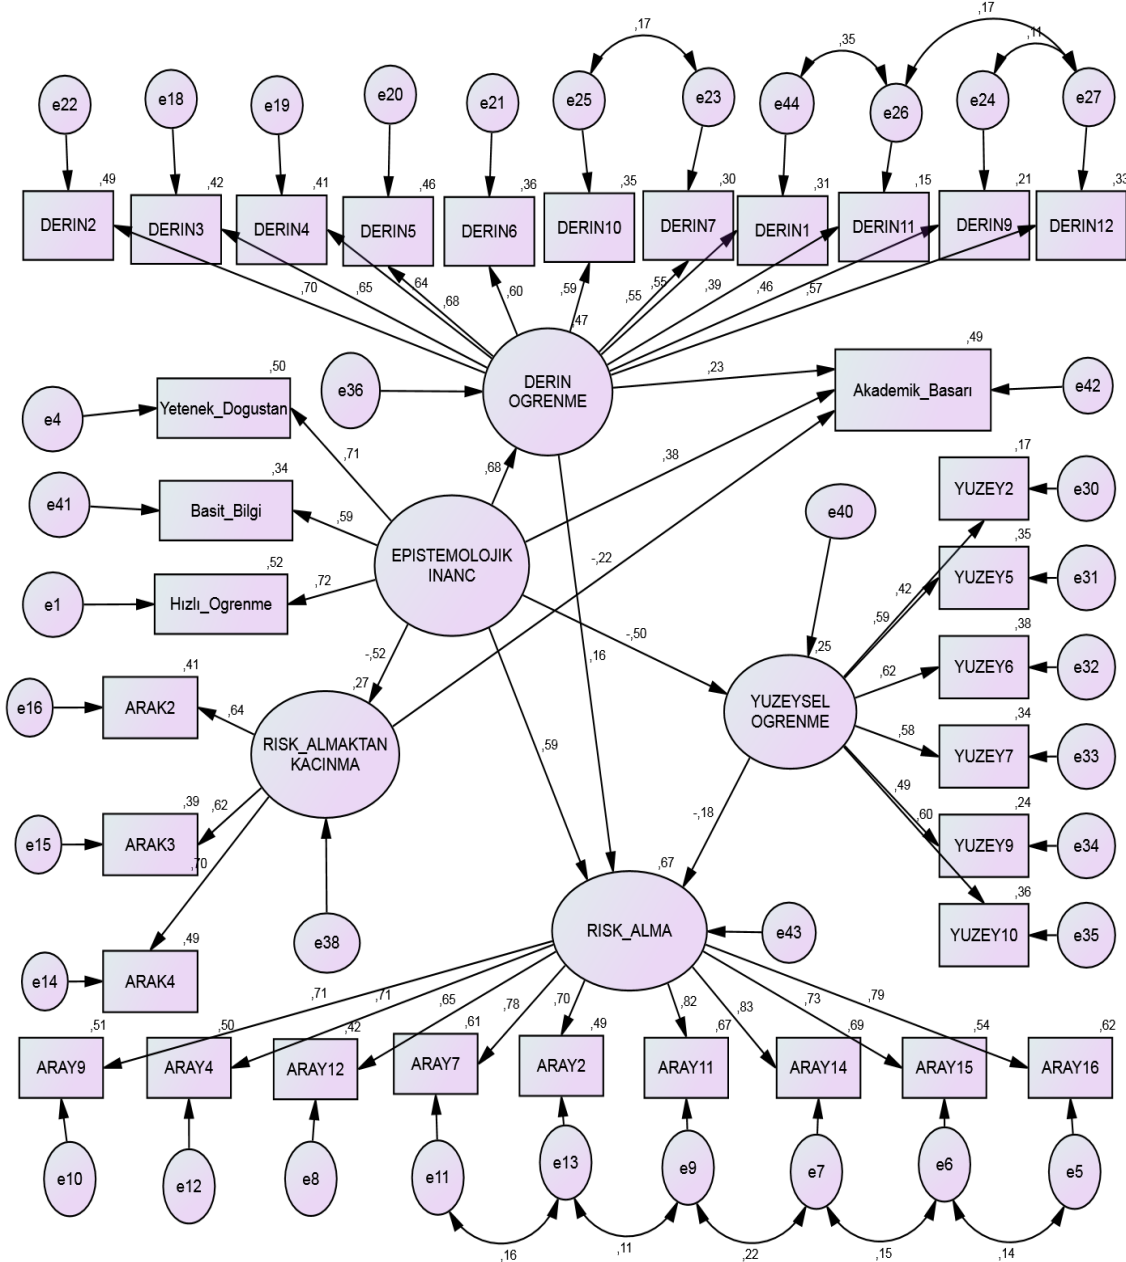 ,17
,17
,35
,11
e22
e18
e19
e20
e21
e25
e23
e44
e26
e24
e27
,49
,42
,41
,46
,36
,35
,30
,31
,15
,21
,33
DERIN2
DERIN3
DERIN4
DERIN5
DERIN6
DERIN10
DERIN7
DERIN1
DERIN11
DERIN9
DERIN12
,70
,65
,64
,68
,60
,59
,55
,55
,39
,46
,57
,47
DERIN
OGRENME
e36
,23
,49
Akademik_Basarı
e42
,50
Yetenek_Dogustan
e4
,71
,68
,38
,34
Basit_Bilgi
e41
,59
EPISTEMOLOJIK
INANC
e40
,17
YUZEY2
e30
,52
Hızlı_Ogrenme
e1
,72
-,22
,35
YUZEY5
e31
,42
,59
-,52
,27
-,50
,16
,25
,38
YUZEY6
e32
,62
,41
ARAK2
e16
,64
RISK_ALMAKTAN
KACINMA
YUZEYSEL
OGRENME
,34
YUZEY7
e33
,58
,59
,39
ARAK3
e15
,62
-,18
,49
,60
,24
YUZEY9
e34
,70
,67
,36
YUZEY10
e35
,49
ARAK4
e14
e38
RISK_ALMA
e43
,71
,71
,65
,78
,70
,82
,83
,73
,79
,51
,50
,42
,61
,49
,67
,69
,54
,62
ARAY9
ARAY4
ARAY12
ARAY7
ARAY2
ARAY11
ARAY14
ARAY15
ARAY16
e10
e12
e8
e11
e13
e9
e7
e6
e5
,16
,11
,22
,15
,14